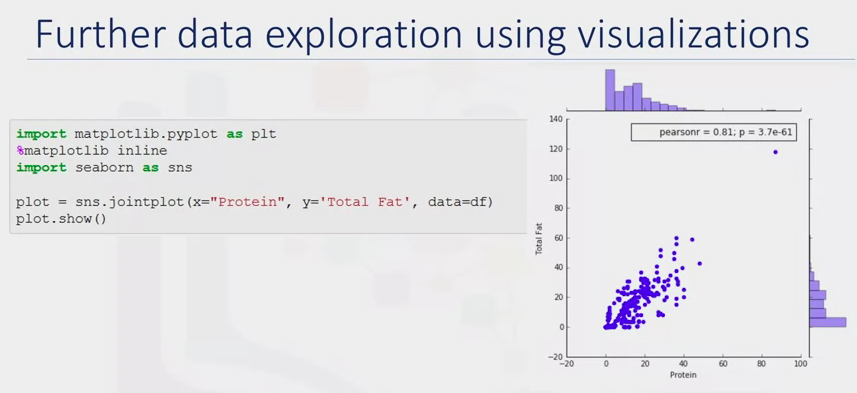 Further data exploration using visualizations
import matplotlib.pyplot as plt
%matplotlib inline
import seaborn as sns
plot = sns.jointplot(x="Protein", y='Total Fat', data=df)
plot.show()
pearsonr = 0.81; p = 3.7e-61
140
120
100
80
60
40
20
0
−20
Total Fat
−20 0 20 40 60 80 100
Protein